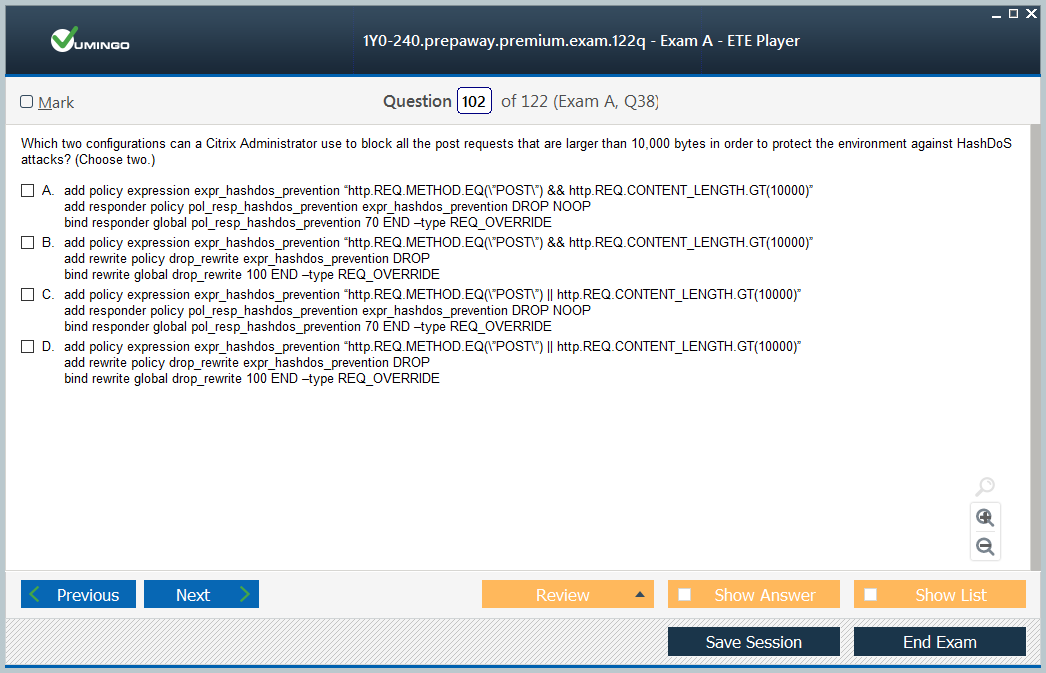 VUMINGO
1Y0-240.prepaway.premium.exam.122q - Exam A - ETE Player
Mark
Question 102 of 122 (Exam A, Q38)
Which two configurations can a Citrix Administrator use to block all the post requests that are larger than 10,000 bytes in order to protect the environment against HashDoS
attacks? (Choose two.)
A. add policy expression expr_hashdos_prevention “http.REQ.METHOD.EQ(\”POST\”) && http.REQ.CONTENT_LENGTH.GT(10000)”
add responder policy pol_resp_hashdos_prevention expr_hashdos_prevention DROP NOOP
bind responder global pol_resp_hashdos_prevention 70 END –type REQ_OVERRIDE
B. add policy expression expr_hashdos_prevention “http.REQ.METHOD.EQ(\”POST\”) && http.REQ.CONTENT_LENGTH.GT(10000)”
add rewrite policy drop_rewrite expr_hashdos_prevention DROP
bind rewrite global drop_rewrite 100 END –type REQ_OVERRIDE
C. add policy expression expr_hashdos_prevention “http.REQ.METHOD.EQ(\”POST\”) || http.REQ.CONTENT_LENGTH.GT(10000)”
add responder policy pol_resp_hashdos_prevention expr_hashdos_prevention DROP NOOP
bind responder global pol_resp_hashdos_prevention 70 END –type REQ_OVERRIDE
D. add policy expression expr_hashdos_prevention “http.REQ.METHOD.EQ(\”POST\”) || http.REQ.CONTENT_LENGTH.GT(10000)”
add rewrite policy drop_rewrite expr_hashdos_prevention DROP
bind rewrite global drop_rewrite 100 END –type REQ_OVERRIDE
Previous Next Review Show Answer Show List
Save Session End Exam